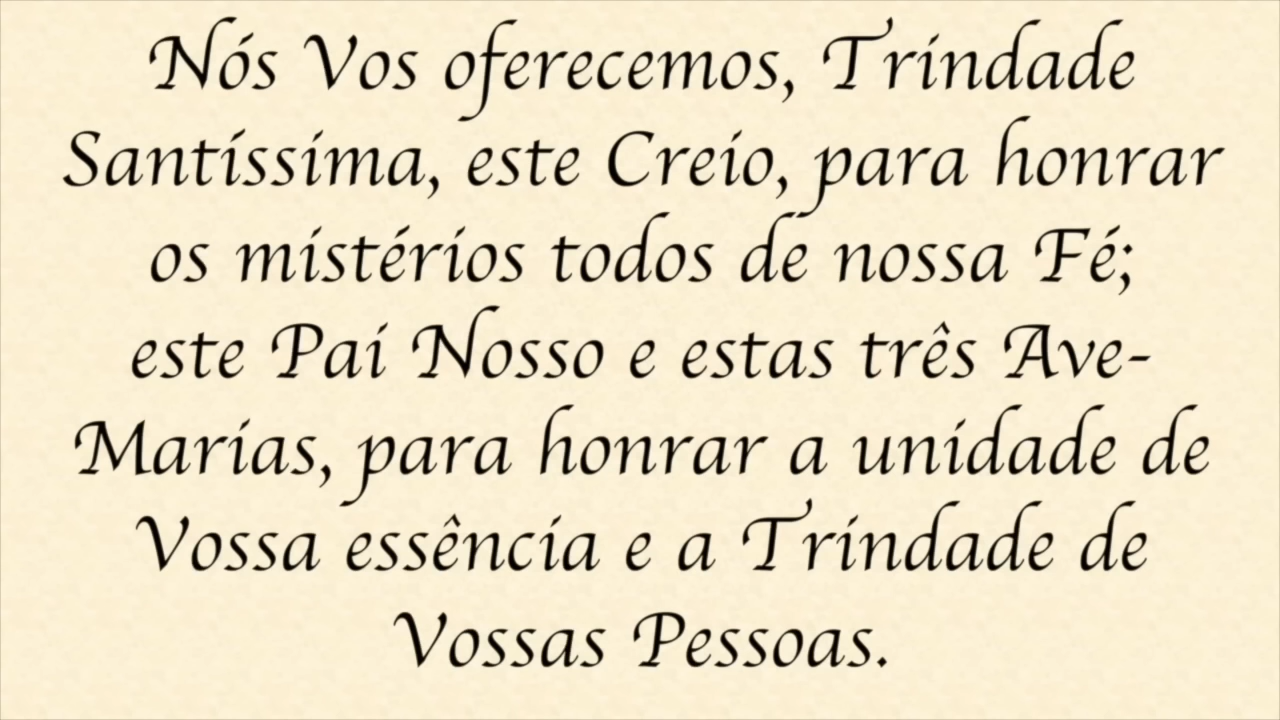 Nós Vos oferecemos, Trindade
Santíssima, este Creio, para honrar
os mistérios todos de nossa Fé;
este Pai Nosso e estas três Ave-
Marias, para honrar a unidade de
Vossa essência e a Trindade de
Vossas Pessoas.